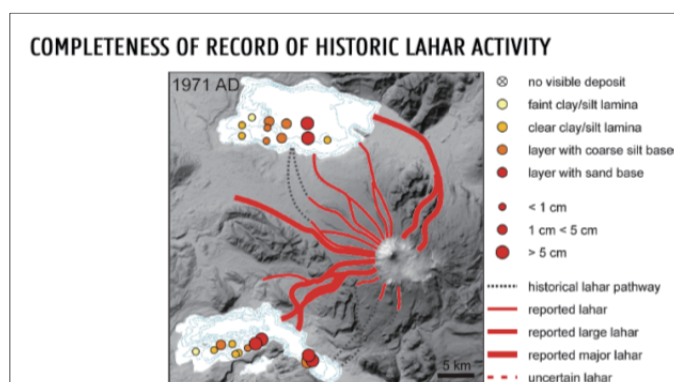 COMPLETENESS OF RECORD OF HISTORIC LAHAR ACTIVITY
1971 AD
no visible deposit
faint clay/silt lamina
clear clay/silt lamina
layer with coarse silt base
layer with sand base
< 1 cm
1 cm < 5 cm
> 5 cm
historical lahar pathway
reported lahar
reported large lahar
reported major lahar
uncertain lahar
5 km